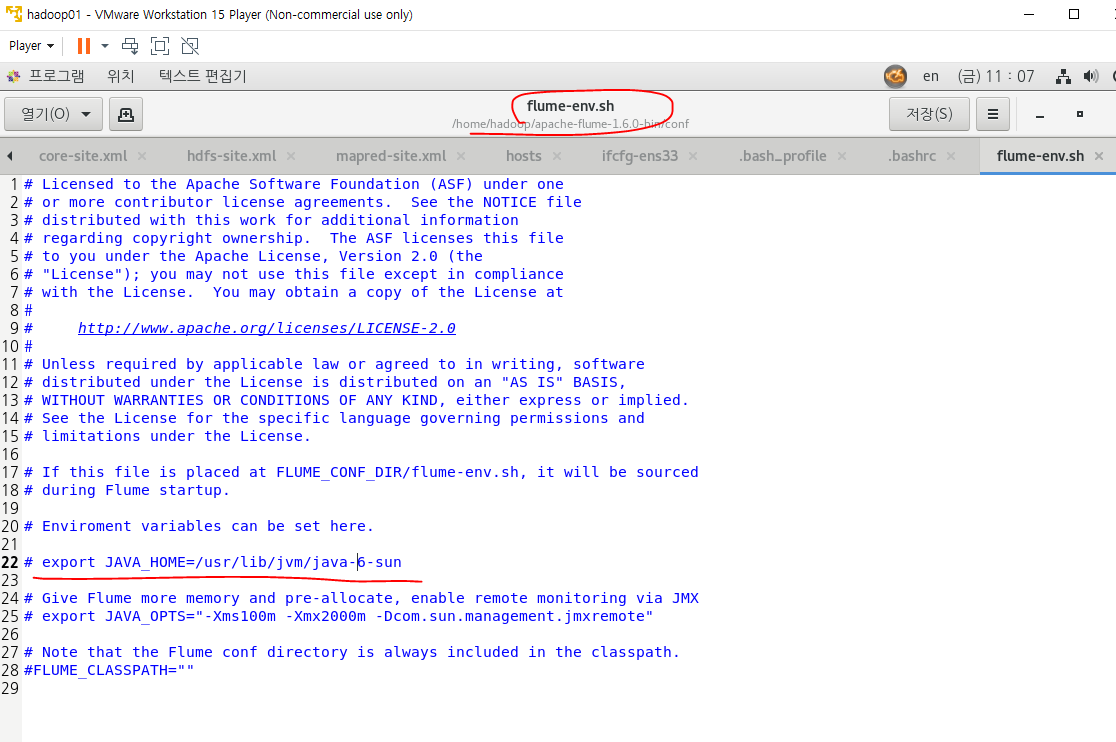 hadoop01 - VMware Workstation 15 Player (Non-commercial use only)
Player
프로그램 위치 텍스트 편집기 en (금) 11 : 07
열기(O) flume-env.sh 저장(S)
/home/hadoop/apache-flume-1.6.0-bin/conf
core-site.xml hdfs-site.xml mapred-site.xml hosts ifcfg-ens33 .bash_profile .bashrc flume-env.sh
1 # Licensed to the Apache Software Foundation (ASF) under one
2 # or more contributor license agreements.  See the NOTICE file
3 # distributed with this work for additional information
4 # regarding copyright ownership.  The ASF licenses this file
5 # to you under the Apache License, Version 2.0 (the
6 # "License"); you may not use this file except in compliance
7 # with the License.  You may obtain a copy of the License at
8 #
9 #     http://www.apache.org/licenses/LICENSE-2.0
10 #
11 # Unless required by applicable law or agreed to in writing, software
12 # distributed under the License is distributed on an "AS IS" BASIS,
13 # WITHOUT WARRANTIES OR CONDITIONS OF ANY KIND, either express or implied.
14 # See the License for the specific language governing permissions and
15 # limitations under the License.
16
17 # If this file is placed at FLUME_CONF_DIR/flume-env.sh, it will be sourced
18 # during Flume startup.
19
20 # Enviroment variables can be set here.
21
22 # export JAVA_HOME=/usr/lib/jvm/java-6-sun
23
24 # Give Flume more memory and pre-allocate, enable remote monitoring via JMX
25 # export JAVA_OPTS="-Xms100m -Xmx2000m -Dcom.sun.management.jmxremote"
26
27 # Note that the Flume conf directory is always included in the classpath.
28 #FLUME_CLASSPATH=""
29